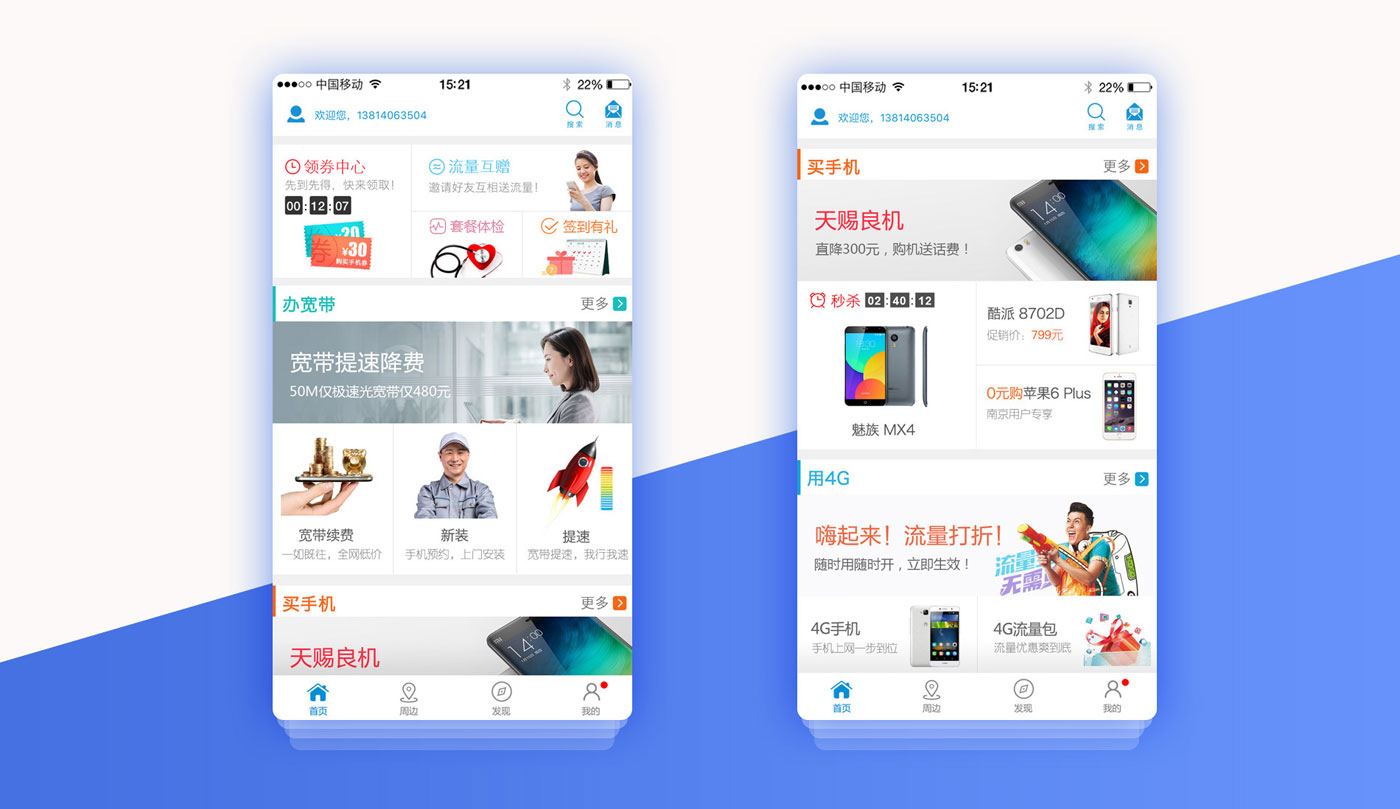 中国移动
15:21
22%
欢迎您，13814063504
搜索
消息
领券中心
先到先得，快来领取！
00:12:07
券
¥20
¥30
购买手机券
流量互赠
邀请好友互相送流量！
套餐体检
签到有礼
办宽带
更多
宽带提速降费
50M仅极速光宽带仅480元
宽带续费
一如既往，全网低价
新装
手机预约，上门安装
提速
宽带提速，我行我速
买手机
更多
天赐良机
14:00
首页
周边
发现
我的
中国移动
15:21
22%
欢迎您，13814063504
搜索
消息
买手机
更多
天赐良机
直降300元，购机送话费！
14:00
秒杀 02:40:12
魅族 MX4
酷派 8702D
促销价：799元
0元购苹果6 Plus
南京用户专享
用4G
更多
嗨起来！流量打折！
随时用随时开，立即生效！
流量
无需
4G手机
手机上网一步到位
4G流量包
流量优惠爽到底
首页
周边
发现
我的